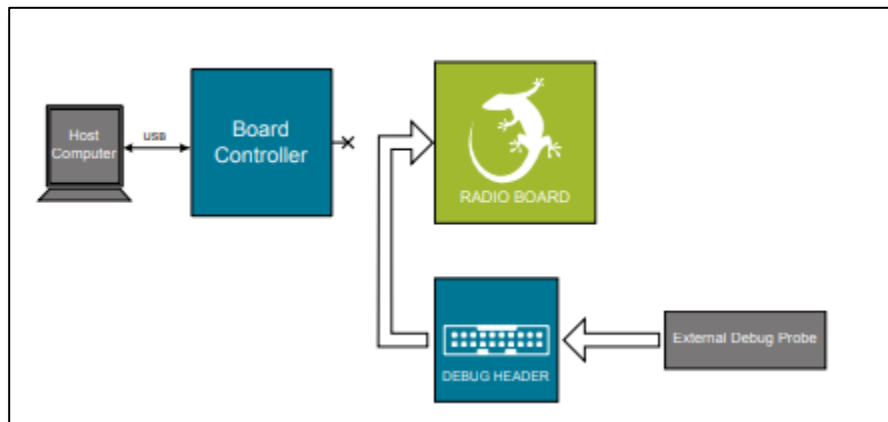 Host
Computer
USB
Board
Controller
RADIO BOARD
DEBUG HEADER
External Debug Probe